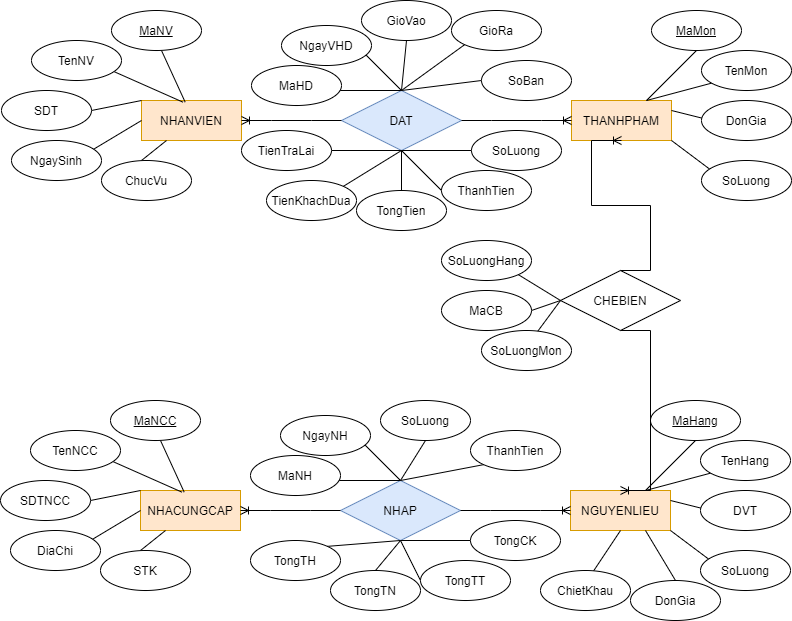 MaNV
GioVao
GioRa
MaMon
TenNV
NgayVHD
TenMon
MaHD
SoBan
SDT
NHANVIEN
DAT
THANHPHAM
DonGia
NgaySinh
TienTraLai
SoLuong
ChucVu
TienKhachDua
TongTien
ThanhTien
SoLuong
SoLuongHang
CHEBIEN
MaCB
SoLuongMon
MaNCC
SoLuong
MaHang
TenNCC
NgayNH
ThanhTien
TenHang
MaNH
SDTNCC
NHACUNGCAP
NHAP
NGUYENLIEU
DVT
DiaChi
TongCK
STK
TongTH
TongTN
TongTT
SoLuong
ChietKhau
DonGia